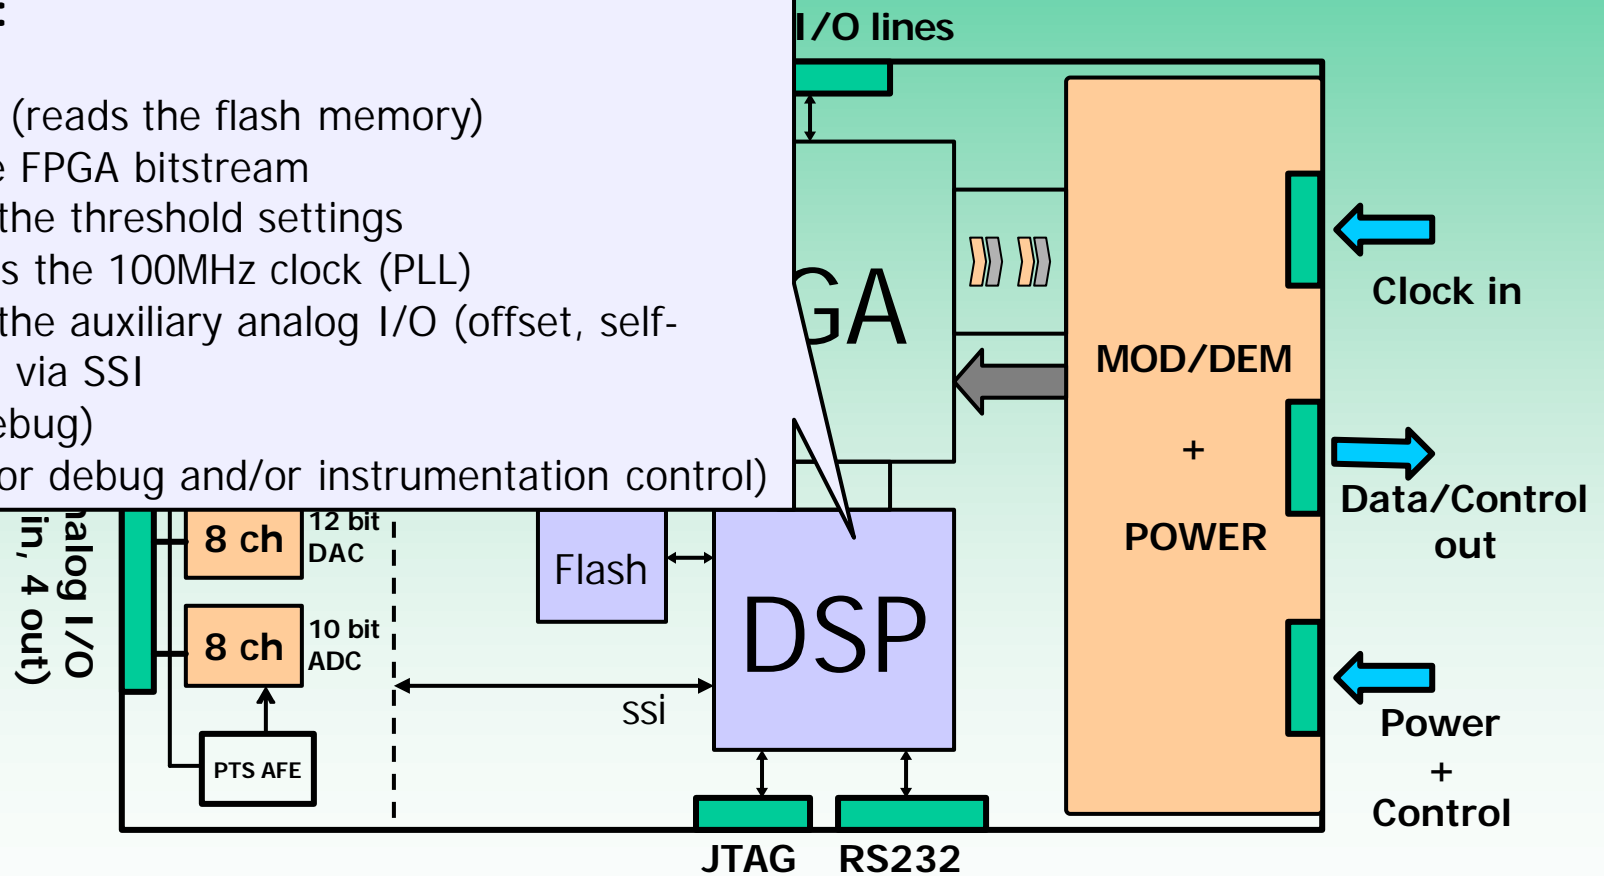 :
(reads the flash memory)
FPGA bitstream
the threshold settings
s the 100MHz clock (PLL)
the auxiliary analog I/O (offset, self-
via SSI
ebug)
or debug and/or instrumentation control)
I/O lines
GA
MOD/DEM
+
POWER
Clock in
Data/Control
out
Power
+
Control
nalog I/O
in, 4 out)
8 ch
12 bit
DAC
8 ch
10 bit
ADC
PTS AFE
Flash
ssi
DSP
JTAG
RS232